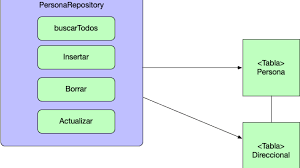 PersonaRepository
buscarTodos
Insertar
Borrar
Actualizar
<Tabla>
Persona
<Tabla>
Direccional